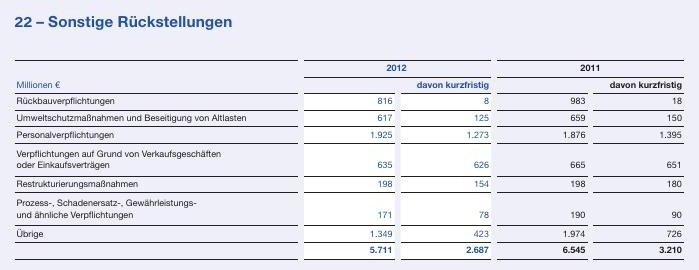 22 – Sonstige Rückstellungen
2012 2011
Millionen € davon kurzfristig davon kurzfristig
Rückbauverpflichtungen 816 8 983 18
Umweltschutzmaßnahmen und Beseitigung von Altlasten 617 125 659 150
Personalverpflichtungen 1.925 1.273 1.876 1.395
Verpflichtungen auf Grund von Verkaufsgeschäften
oder Einkaufsverträgen 635 626 665 651
Restrukturierungsmaßnahmen 198 154 198 180
Prozess-, Schadenersatz-, Gewährleistungs-
und ähnliche Verpflichtungen 171 78 190 90
Übrige 1.349 423 1.974 726
5.711 2.687 6.545 3.210